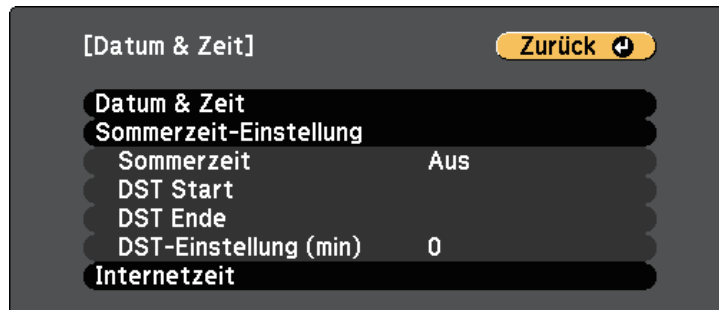 [Datum & Zeit] Zurück
Datum & Zeit
Sommerzeit-Einstellung
Sommerzeit Aus
DST Start
DST Ende
DST-Einstellung (min) 0
Internetzeit